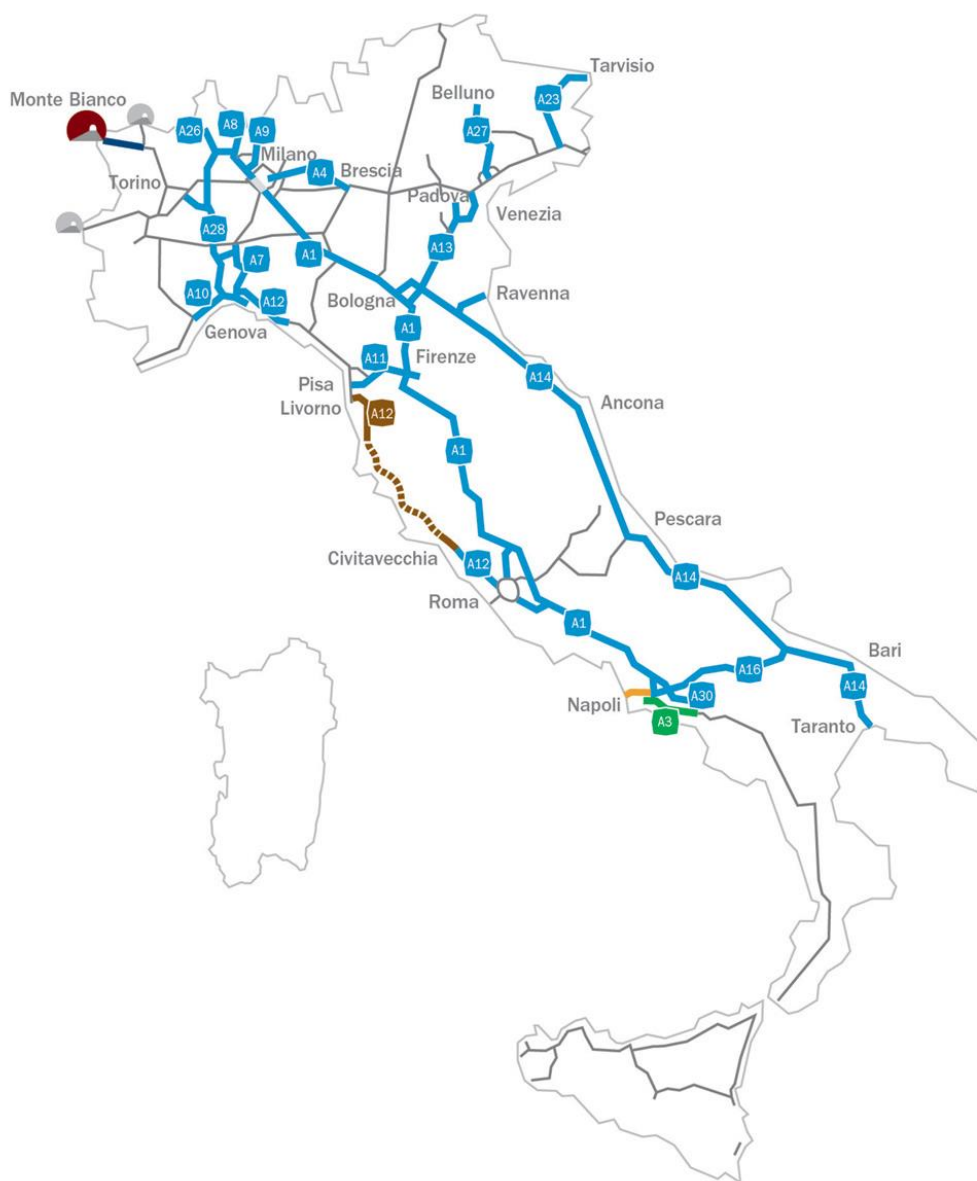 Tarvisio
Monte Bianco
Belluno
A23
A26
A8
A9
A27
Milano
A4
Brescia
Torino
Padova
Venezia
A28
A13
A7
A1
A10
A12
Bologna
Ravenna
Genova
A1
A11
Firenze
A14
Pisa
Livorno
A12
Ancona
A1
Pescara
Civitavecchia
A12
A14
Roma
A1
Bari
A16
A14
Napoli
A30
A3
Taranto